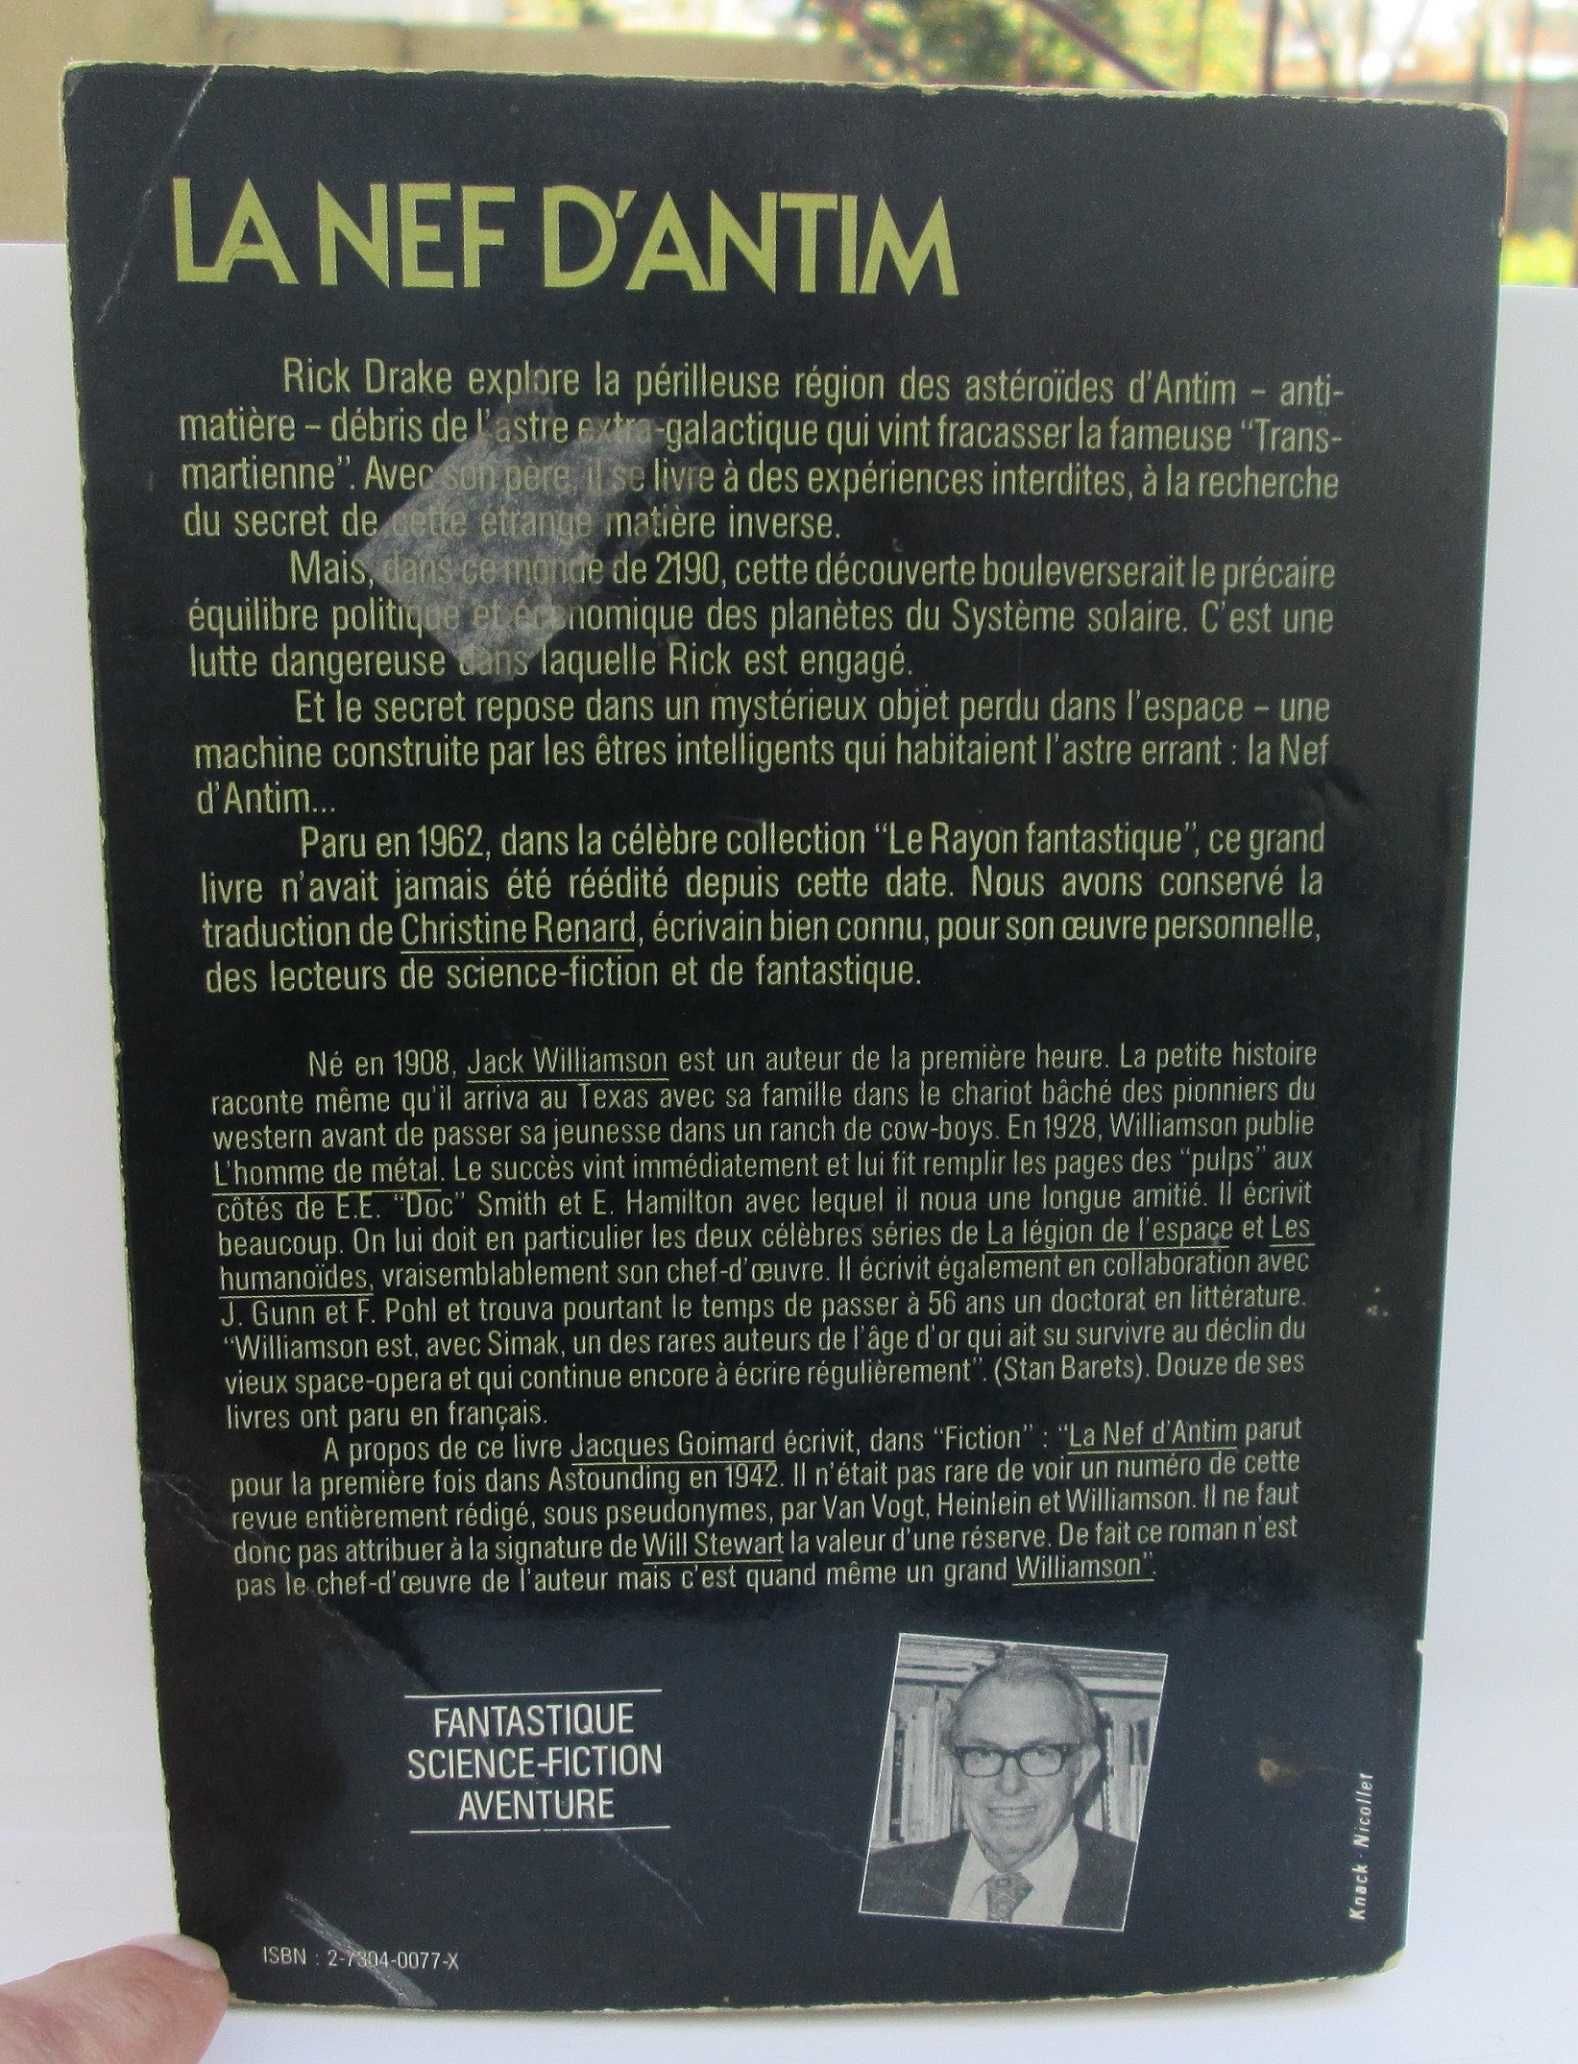 LA NEF D'ANTIM
Rick Drake explore la périlleuse région des astéroïdes d'Antim – anti-
matière – débris de l'astre extra-galactique qui vint fracasser la fameuse “Trans-
martienne”. Avec son père, il se livre à des expériences interdites, à la recherche
du secret de cette étrange matière inverse.
Mais, dans ce monde de 2190, cette découverte bouleverserait le précaire
équilibre politique et économique des planètes du Système solaire. C'est une
lutte dangereuse dans laquelle Rick est engagé.
Et le secret repose dans un mystérieux objet perdu dans l'espace – une
machine construite par les êtres intelligents qui habitaient l'astre errant : la Nef
d'Antim...
Paru en 1962, dans la célèbre collection “Le Rayon fantastique”, ce grand
livre n'avait jamais été réédité depuis cette date. Nous avons conservé la
traduction de Christine Renard, écrivain bien connu, pour son œuvre personnelle,
des lecteurs de science-fiction et de fantastique.
Né en 1908, Jack Williamson est un auteur de la première heure. La petite histoire
raconte même qu'il arriva au Texas avec sa famille dans le chariot bâché des pionniers du
western avant de passer sa jeunesse dans un ranch de cow-boys. En 1928, Williamson publie
L'homme de métal. Le succès vint immédiatement et lui fit remplir les pages des “pulps” aux
côtés de E.E. “Doc” Smith et E. Hamilton avec lequel il noua une longue amitié. Il écrivit
beaucoup. On lui doit en particulier les deux célèbres séries de La légion de l'espace et Les
humanoïdes, vraisemblablement son chef-d'œuvre. Il écrivit également en collaboration avec
J. Gunn et F. Pohl et trouva pourtant le temps de passer à 56 ans un doctorat en littérature.
“Williamson est, avec Simak, un des rares auteurs de l'âge d'or qui ait su survivre au déclin du
vieux space-opera et qui continue encore à écrire régulièrement”. (Stan Barets). Douze de ses
livres ont paru en français.
A propos de ce livre Jacques Goimard écrivit, dans “Fiction” : “La Nef d'Antim parut
pour la première fois dans Astounding en 1942. Il n'était pas rare de voir un numéro de cette
revue entièrement rédigé, sous pseudonymes, par Van Vogt, Heinlein et Williamson. Il ne faut
donc pas attribuer à la signature de Will Stewart la valeur d'une réserve. De fait ce roman n'est
pas le chef-d'œuvre de l'auteur mais c'est quand même un grand Williamson”.
FANTASTIQUE
SCIENCE-FICTION
AVENTURE
Knack - Nicollet
ISBN : 2-7304-0077-X